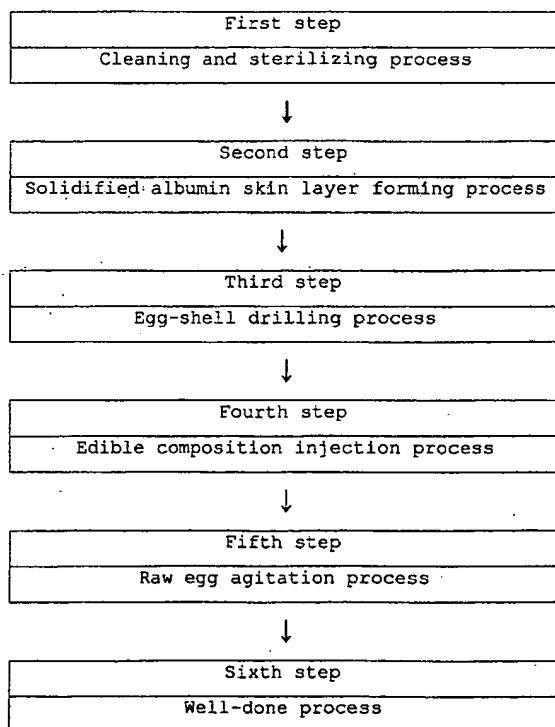 First step
Cleaning and sterilizing process
↓
Second step
Solidified albumin skin layer forming process
↓
Third step
Egg-shell drilling process
↓
Fourth step
Edible composition injection process
↓
Fifth step
Raw egg agitation process
↓
Sixth step
Well-done process